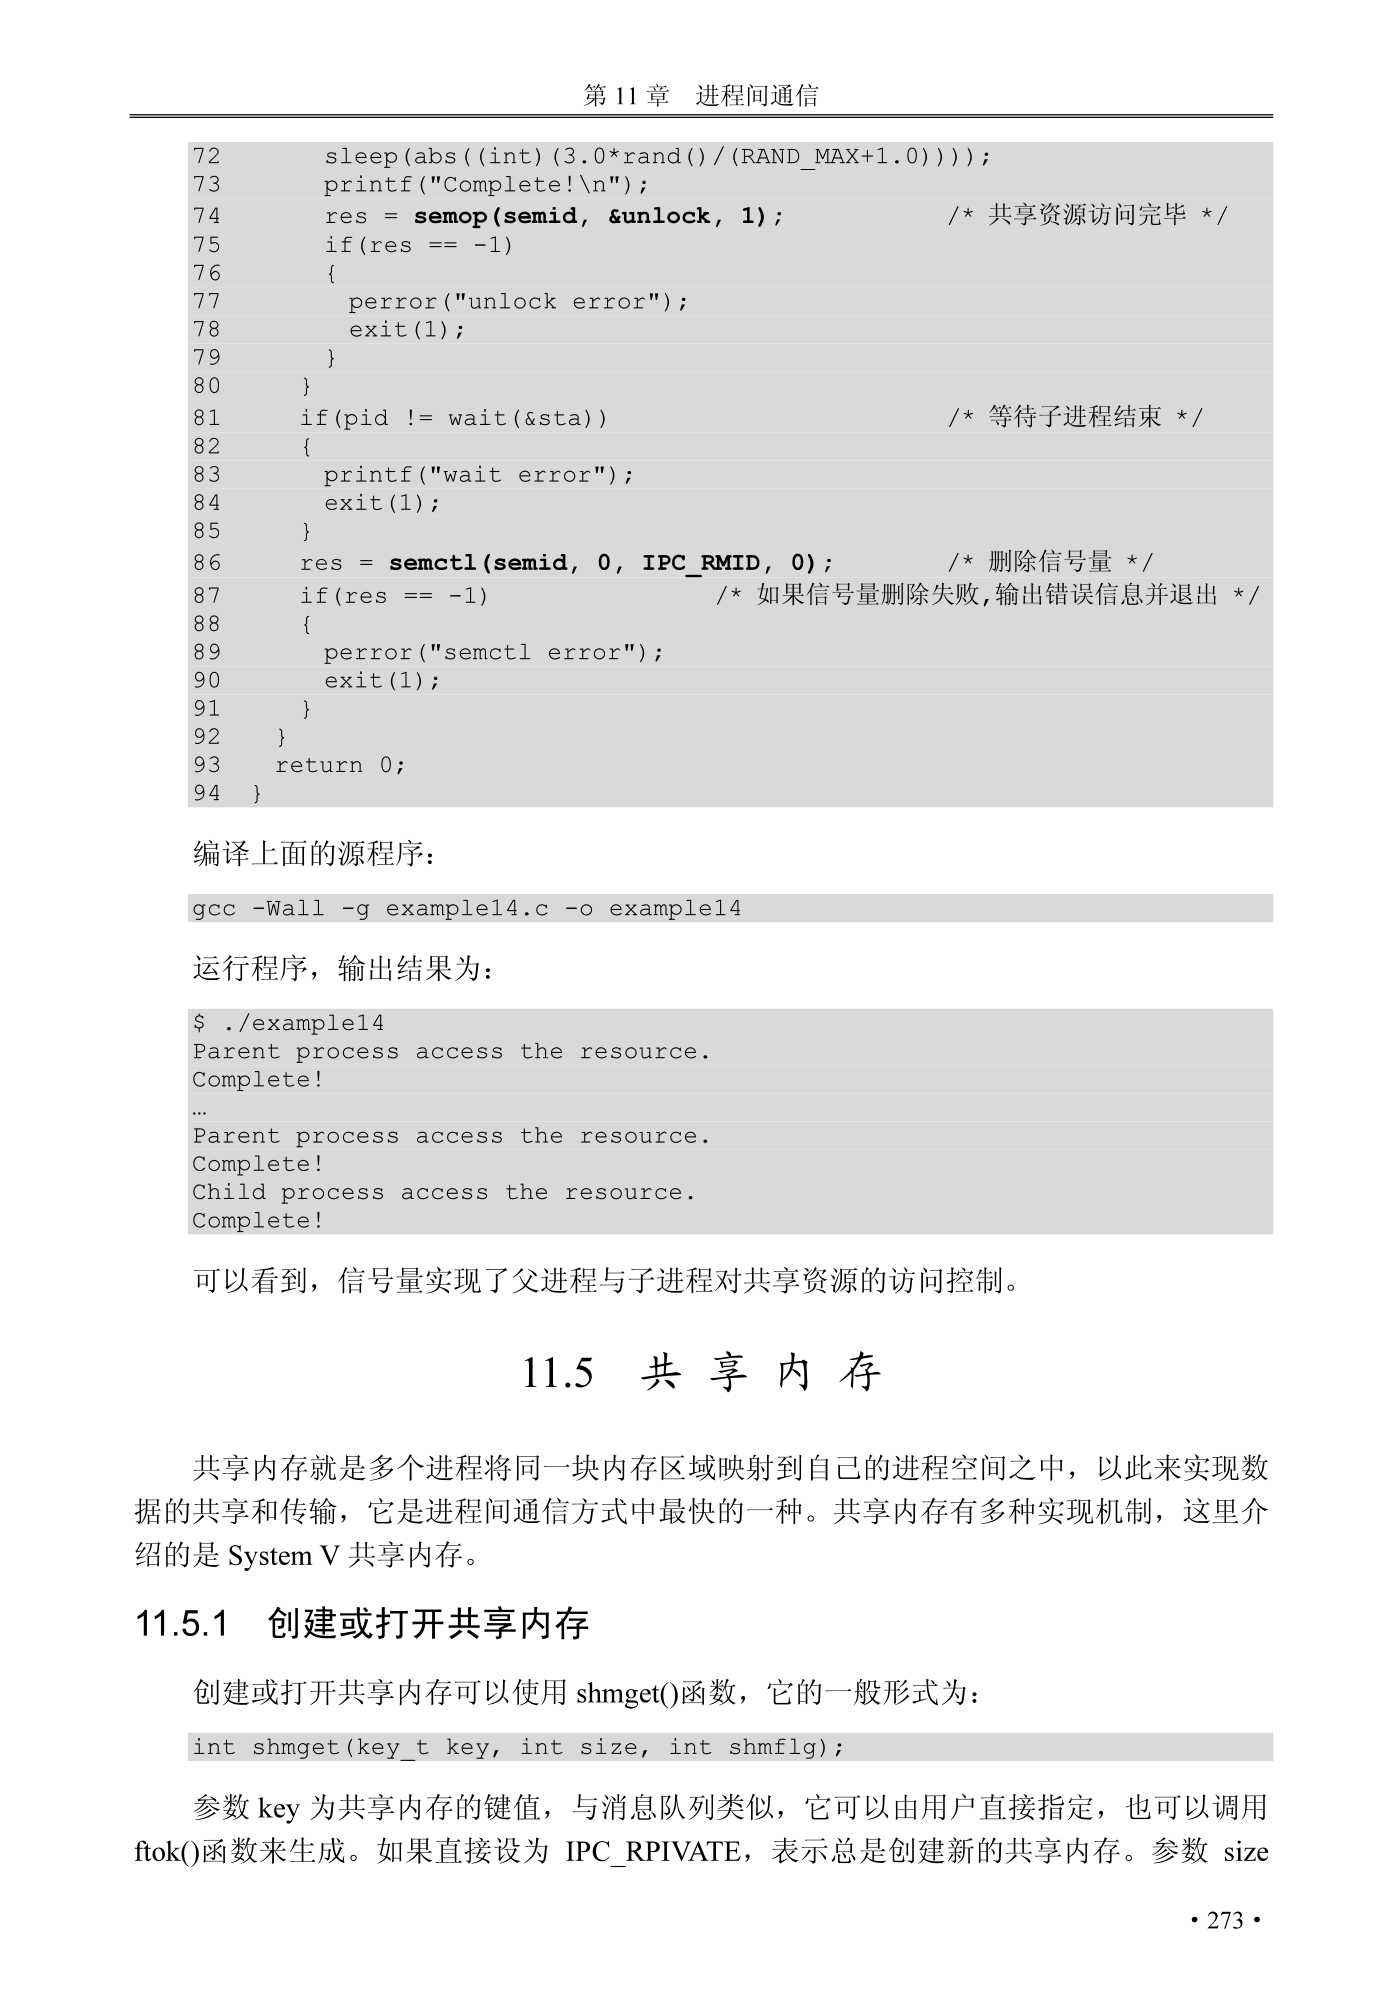 第 11 章 进程间通信
72 sleep(abs((int)(3.0*rand()/(RAND_MAX+1.0))));
73 printf("Complete!\n");
74 res = semop(semid, &unlock, 1); /* 共享资源访问完毕 */
75 if(res == -1)
76 {
77 perror("unlock error");
78 exit(1);
79 }
80 }
81 if(pid != wait(&sta)) /* 等待子进程结束 */
82 {
83 printf("wait error");
84 exit(1);
85 }
86 res = semctl(semid, 0, IPC_RMID, 0); /* 删除信号量 */
87 if(res == -1) /* 如果信号量删除失败,输出错误信息并退出 */
88 {
89 perror("semctl error");
90 exit(1);
91 }
92 }
93 return 0;
94 }
编译上面的源程序：
gcc -Wall -g example14.c -o example14
运行程序，输出结果为：
$ ./example14
Parent process access the resource.
Complete!
…
Parent process access the resource.
Complete!
Child process access the resource.
Complete!
可以看到，信号量实现了父进程与子进程对共享资源的访问控制。
11.5 共 享 内 存
共享内存就是多个进程将同一块内存区域映射到自己的进程空间之中，以此来实现数
据的共享和传输，它是进程间通信方式中最快的一种。共享内存有多种实现机制，这里介
绍的是 System V 共享内存。
11.5.1 创建或打开共享内存
创建或打开共享内存可以使用 shmget()函数，它的一般形式为：
int shmget(key_t key, int size, int shmflg);
参数 key 为共享内存的键值，与消息队列类似，它可以由用户直接指定，也可以调用
ftok()函数来生成。如果直接设为 IPC_RPIVATE，表示总是创建新的共享内存。参数 size
• 273 •